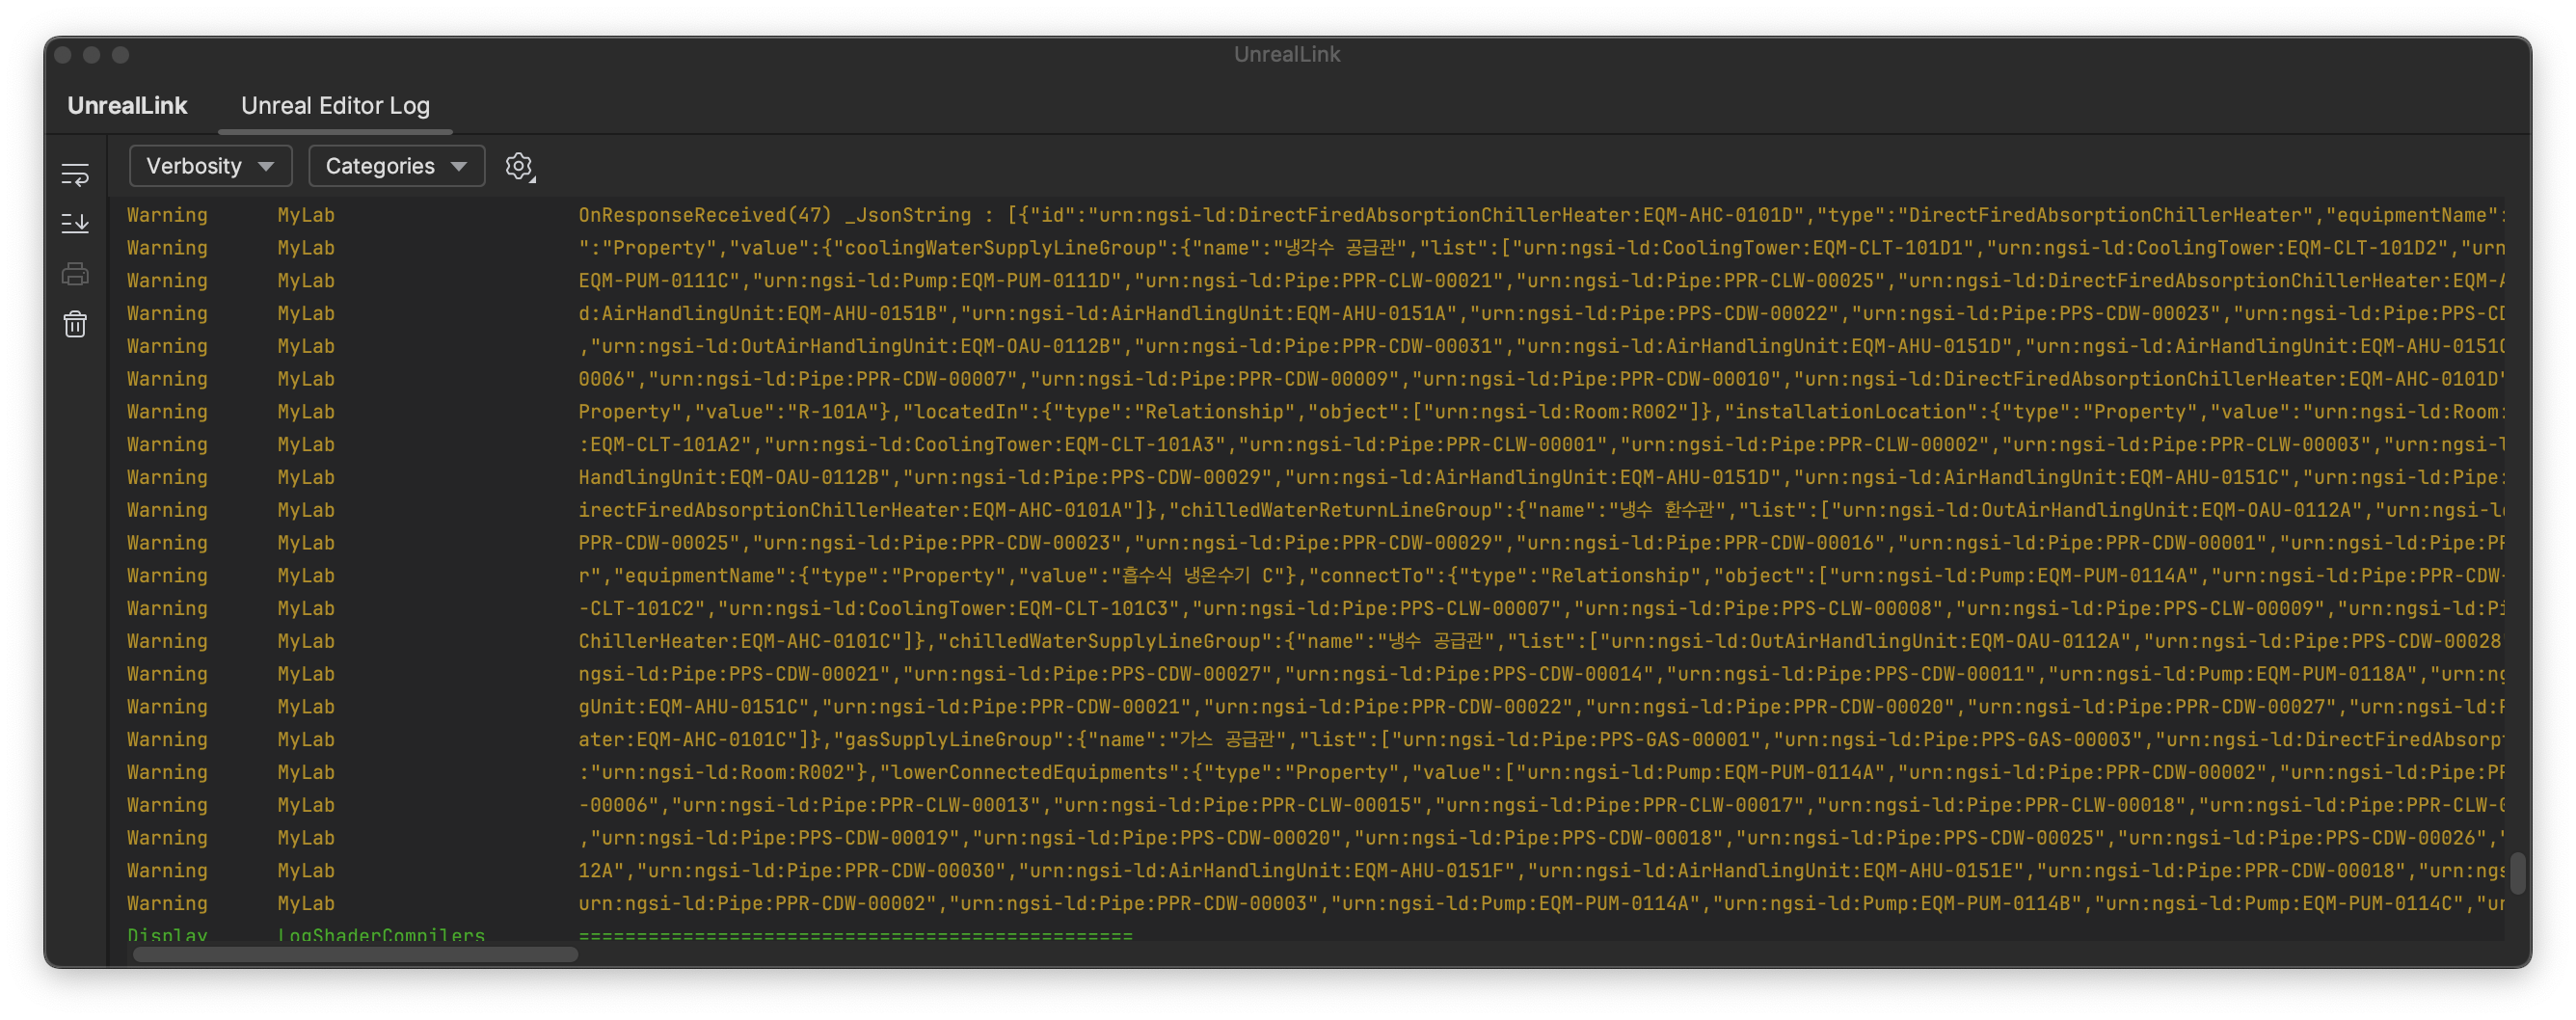 UnrealLink
UnrealLink Unreal Editor Log
Verbosity Categories
Warning MyLab OnResponseReceived(47) _JsonString : [{"id":"urn:ngsi-ld:DirectFiredAbsorptionChillerHeater:EQM-AHC-0101D","type":"DirectFiredAbsorptionChillerHeater","equipmentName":
Warning MyLab ":"Property","value":{"coolingWaterSupplyLineGroup":{"name":"냉각수 공급관","list":["urn:ngsi-ld:CoolingTower:EQM-CLT-101D1","urn:ngsi-ld:CoolingTower:EQM-CLT-101D2","urn
Warning MyLab EQM-PUM-0111C","urn:ngsi-ld:Pump:EQM-PUM-0111D","urn:ngsi-ld:Pipe:PPR-CLW-00021","urn:ngsi-ld:Pipe:PPR-CLW-00025","urn:ngsi-ld:DirectFiredAbsorptionChillerHeater:EQM-A
Warning MyLab d:AirHandlingUnit:EQM-AHU-0151B","urn:ngsi-ld:AirHandlingUnit:EQM-AHU-0151A","urn:ngsi-ld:Pipe:PPS-CDW-00022","urn:ngsi-ld:Pipe:PPS-CDW-00023","urn:ngsi-ld:Pipe:PPS-CD
Warning MyLab ,"urn:ngsi-ld:OutAirHandlingUnit:EQM-OAU-0112B","urn:ngsi-ld:Pipe:PPR-CDW-00031","urn:ngsi-ld:AirHandlingUnit:EQM-AHU-0151D","urn:ngsi-ld:AirHandlingUnit:EQM-AHU-0151C
Warning MyLab 0006","urn:ngsi-ld:Pipe:PPR-CDW-00007","urn:ngsi-ld:Pipe:PPR-CDW-00009","urn:ngsi-ld:Pipe:PPR-CDW-00010","urn:ngsi-ld:DirectFiredAbsorptionChillerHeater:EQM-AHC-0101D"
Warning MyLab Property","value":"R-101A"},"locatedIn":{"type":"Relationship","object":["urn:ngsi-ld:Room:R002"]},"installationLocation":{"type":"Property","value":"urn:ngsi-ld:Room:
Warning MyLab :EQM-CLT-101A2","urn:ngsi-ld:CoolingTower:EQM-CLT-101A3","urn:ngsi-ld:Pipe:PPR-CLW-00001","urn:ngsi-ld:Pipe:PPR-CLW-00002","urn:ngsi-ld:Pipe:PPR-CLW-00003","urn:ngsi-l
Warning MyLab HandlingUnit:EQM-OAU-0112B","urn:ngsi-ld:Pipe:PPS-CDW-00029","urn:ngsi-ld:AirHandlingUnit:EQM-AHU-0151D","urn:ngsi-ld:AirHandlingUnit:EQM-AHU-0151C","urn:ngsi-ld:Pipe:
Warning MyLab irectFiredAbsorptionChillerHeater:EQM-AHC-0101A"]},"chilledWaterReturnLineGroup":{"name":"냉수 환수관","list":["urn:ngsi-ld:OutAirHandlingUnit:EQM-OAU-0112A","urn:ngsi-l
Warning MyLab PPR-CDW-00025","urn:ngsi-ld:Pipe:PPR-CDW-00023","urn:ngsi-ld:Pipe:PPR-CDW-00029","urn:ngsi-ld:Pipe:PPR-CDW-00016","urn:ngsi-ld:Pipe:PPR-CDW-00001","urn:ngsi-ld:Pipe:PP
Warning MyLab r","equipmentName":{"type":"Property","value":"흡수식 냉온수기 C"},"connectTo":{"type":"Relationship","object":["urn:ngsi-ld:Pump:EQM-PUM-0114A","urn:ngsi-ld:Pipe:PPR-CDW-
Warning MyLab -CLT-101C2","urn:ngsi-ld:CoolingTower:EQM-CLT-101C3","urn:ngsi-ld:Pipe:PPS-CLW-00007","urn:ngsi-ld:Pipe:PPS-CLW-00008","urn:ngsi-ld:Pipe:PPS-CLW-00009","urn:ngsi-ld:Pi
Warning MyLab ChillerHeater:EQM-AHC-0101C"]},"chilledWaterSupplyLineGroup":{"name":"냉수 공급관","list":["urn:ngsi-ld:OutAirHandlingUnit:EQM-OAU-0112A","urn:ngsi-ld:Pipe:PPS-CDW-00028
Warning MyLab ngsi-ld:Pipe:PPS-CDW-00021","urn:ngsi-ld:Pipe:PPS-CDW-00027","urn:ngsi-ld:Pipe:PPS-CDW-00014","urn:ngsi-ld:Pipe:PPS-CDW-00011","urn:ngsi-ld:Pump:EQM-PUM-0118A","urn:ng
Warning MyLab gUnit:EQM-AHU-0151C","urn:ngsi-ld:Pipe:PPR-CDW-00021","urn:ngsi-ld:Pipe:PPR-CDW-00022","urn:ngsi-ld:Pipe:PPR-CDW-00020","urn:ngsi-ld:Pipe:PPR-CDW-00027","urn:ngsi-ld:P
Warning MyLab ater:EQM-AHC-0101C"]},"gasSupplyLineGroup":{"name":"가스 공급관","list":["urn:ngsi-ld:Pipe:PPS-GAS-00001","urn:ngsi-ld:Pipe:PPS-GAS-00003","urn:ngsi-ld:DirectFiredAbsorpt
Warning MyLab :"urn:ngsi-ld:Room:R002"},"lowerConnectedEquipments":{"type":"Property","value":["urn:ngsi-ld:Pump:EQM-PUM-0114A","urn:ngsi-ld:Pipe:PPR-CDW-00002","urn:ngsi-ld:Pipe:PP
Warning MyLab -00006","urn:ngsi-ld:Pipe:PPR-CLW-00013","urn:ngsi-ld:Pipe:PPR-CLW-00015","urn:ngsi-ld:Pipe:PPR-CLW-00017","urn:ngsi-ld:Pipe:PPR-CLW-00018","urn:ngsi-ld:Pipe:PPR-CLW-0
Warning MyLab ,"urn:ngsi-ld:Pipe:PPS-CDW-00019","urn:ngsi-ld:Pipe:PPS-CDW-00020","urn:ngsi-ld:Pipe:PPS-CDW-00018","urn:ngsi-ld:Pipe:PPS-CDW-00025","urn:ngsi-ld:Pipe:PPS-CDW-00026","
Warning MyLab 12A","urn:ngsi-ld:Pipe:PPR-CDW-00030","urn:ngsi-ld:AirHandlingUnit:EQM-AHU-0151F","urn:ngsi-ld:AirHandlingUnit:EQM-AHU-0151E","urn:ngsi-ld:Pipe:PPR-CDW-00018","urn:ngs
Warning MyLab urn:ngsi-ld:Pipe:PPR-CDW-00002","urn:ngsi-ld:Pipe:PPR-CDW-00003","urn:ngsi-ld:Pump:EQM-PUM-0114A","urn:ngsi-ld:Pump:EQM-PUM-0114B","urn:ngsi-ld:Pump:EQM-PUM-0114C","ur
Display LogShaderCompilers ================================================